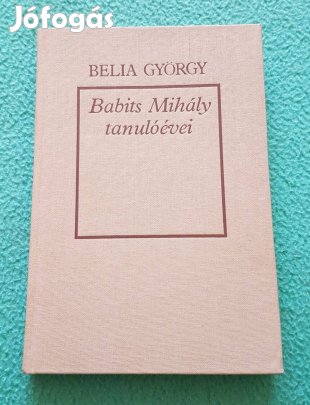 Jófogás
BELIA GYÖRGY
Babits Mihály
tanulóévei